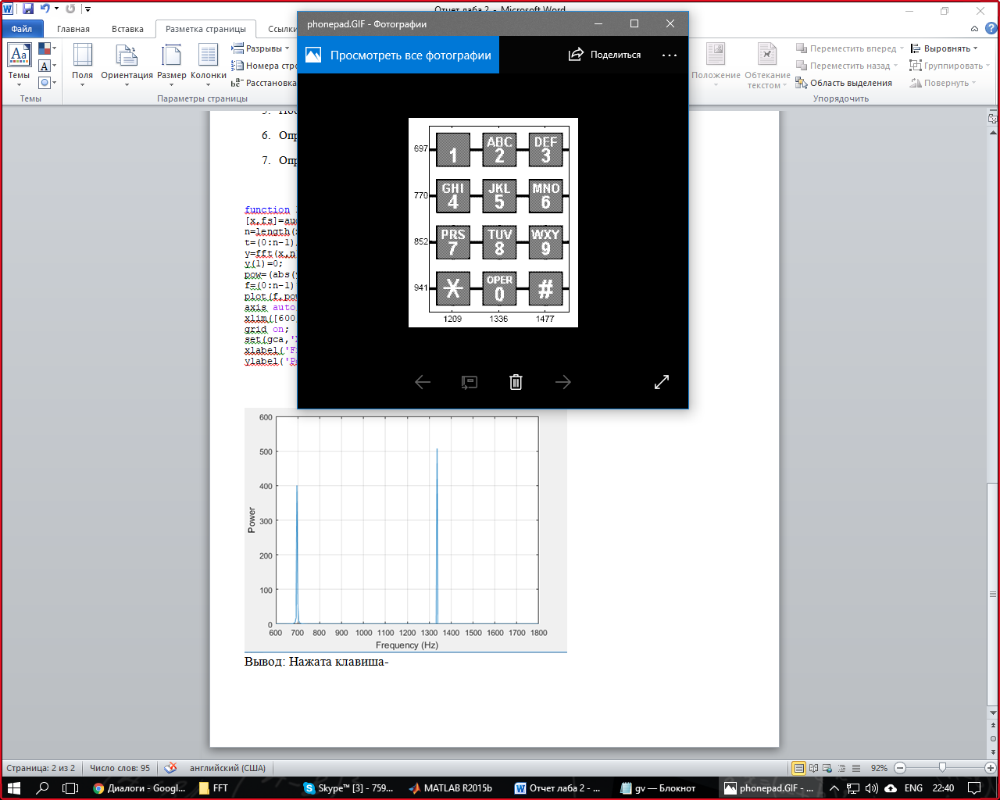 Отчет лаба 2 - Microsoft Word
phonepad.GIF - Фотографии
Файл
Главная
Вставка
Разметка страницы
Ссылки
Просмотреть все фотографии
Поделиться
Темы
Поля
Ориентация
Размер
Колонки
Разрывы
Номера стро
Расстановка
Положение
Обтекание текстом
Переместить вперед
Переместить назад
Область выделения
Выровнять
Группировать
Повернуть
Темы
Параметры страницы
Упорядочить
6. Опр
7. Опр
697
1
ABC
2
DEF
3
770
GHI
4
JKL
5
MNO
6
852
PRS
7
TUV
8
WXY
9
941
*
OPER
0
#
1209
1336
1477
function
[x,fs]=au
n=length(
t=(0:n-1)
y=fft(x,n
y(1)=0;
pow=(abs(
f=(0:n-1)
plot(f,po
axis auto
xlim([600
grid on;
set(gca,'
xlabel('F
ylabel('P
600
500
400
300
200
100
0
Power
600 700 800 900 1000 1100 1200 1300 1400 1500 1600 1700 1800
Frequency (Hz)
Вывод: Нажата клавиша-
Страница: 2 из 2
Число слов: 95
английский (США)
92%
Диалоги - Googl...
FFT
Skype™ [3] - 759...
MATLAB R2015b
Отчет лаба 2 - ...
gv — Блокнот
phonepad.GIF - ...
ENG
22:40